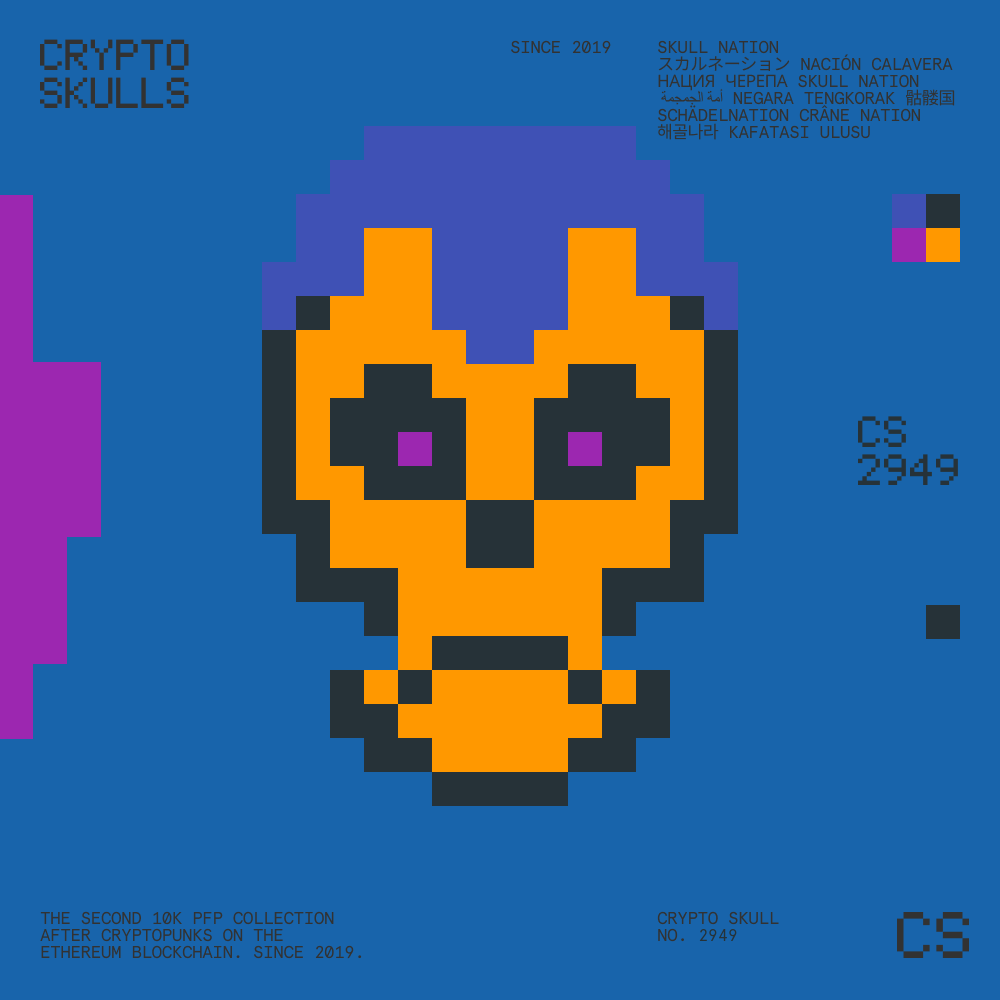 CRYPTO
SKULLS
SINCE 2019
SKULL NATION
スカルネーション NACIÓN CALAVERA
НАЦИЯ ЧЕРЕПА SKULL NATION
أمة الجمجمة NEGARA TENGKORAK 骷髅国
SCHÄDELNATION CRÂNE NATION
해골나라 KAFATASI ULUSU
CS
2949
THE SECOND 10K PFP COLLECTION
AFTER CRYPTOPUNKS ON THE
ETHEREUM BLOCKCHAIN. SINCE 2019.
CRYPTO SKULL
NO. 2949
CS